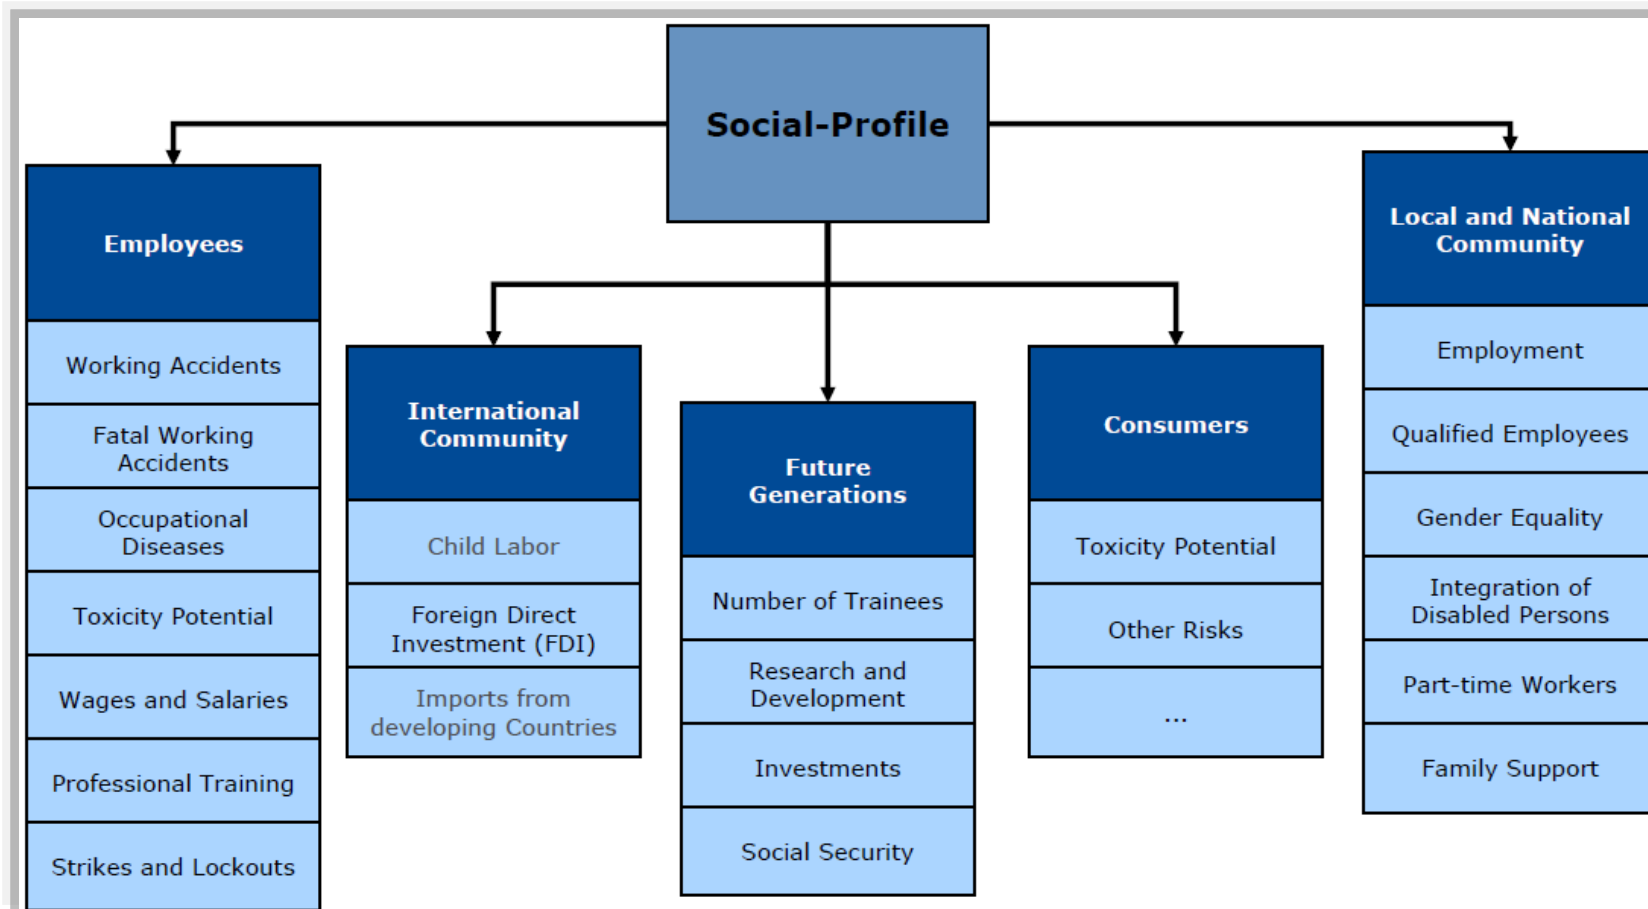 Social-Profile
Employees
Working Accidents
Fatal Working
Accidents
Occupational
Diseases
Toxicity Potential
Wages and Salaries
Professional Training
Strikes and Lockouts
International
Community
Child Labor
Foreign Direct
Investment (FDI)
Imports from
developing Countries
Future
Generations
Number of Trainees
Research and
Development
Investments
Social Security
Consumers
Toxicity Potential
Other Risks
...
Local and National
Community
Employment
Qualified Employees
Gender Equality
Integration of
Disabled Persons
Part-time Workers
Family Support